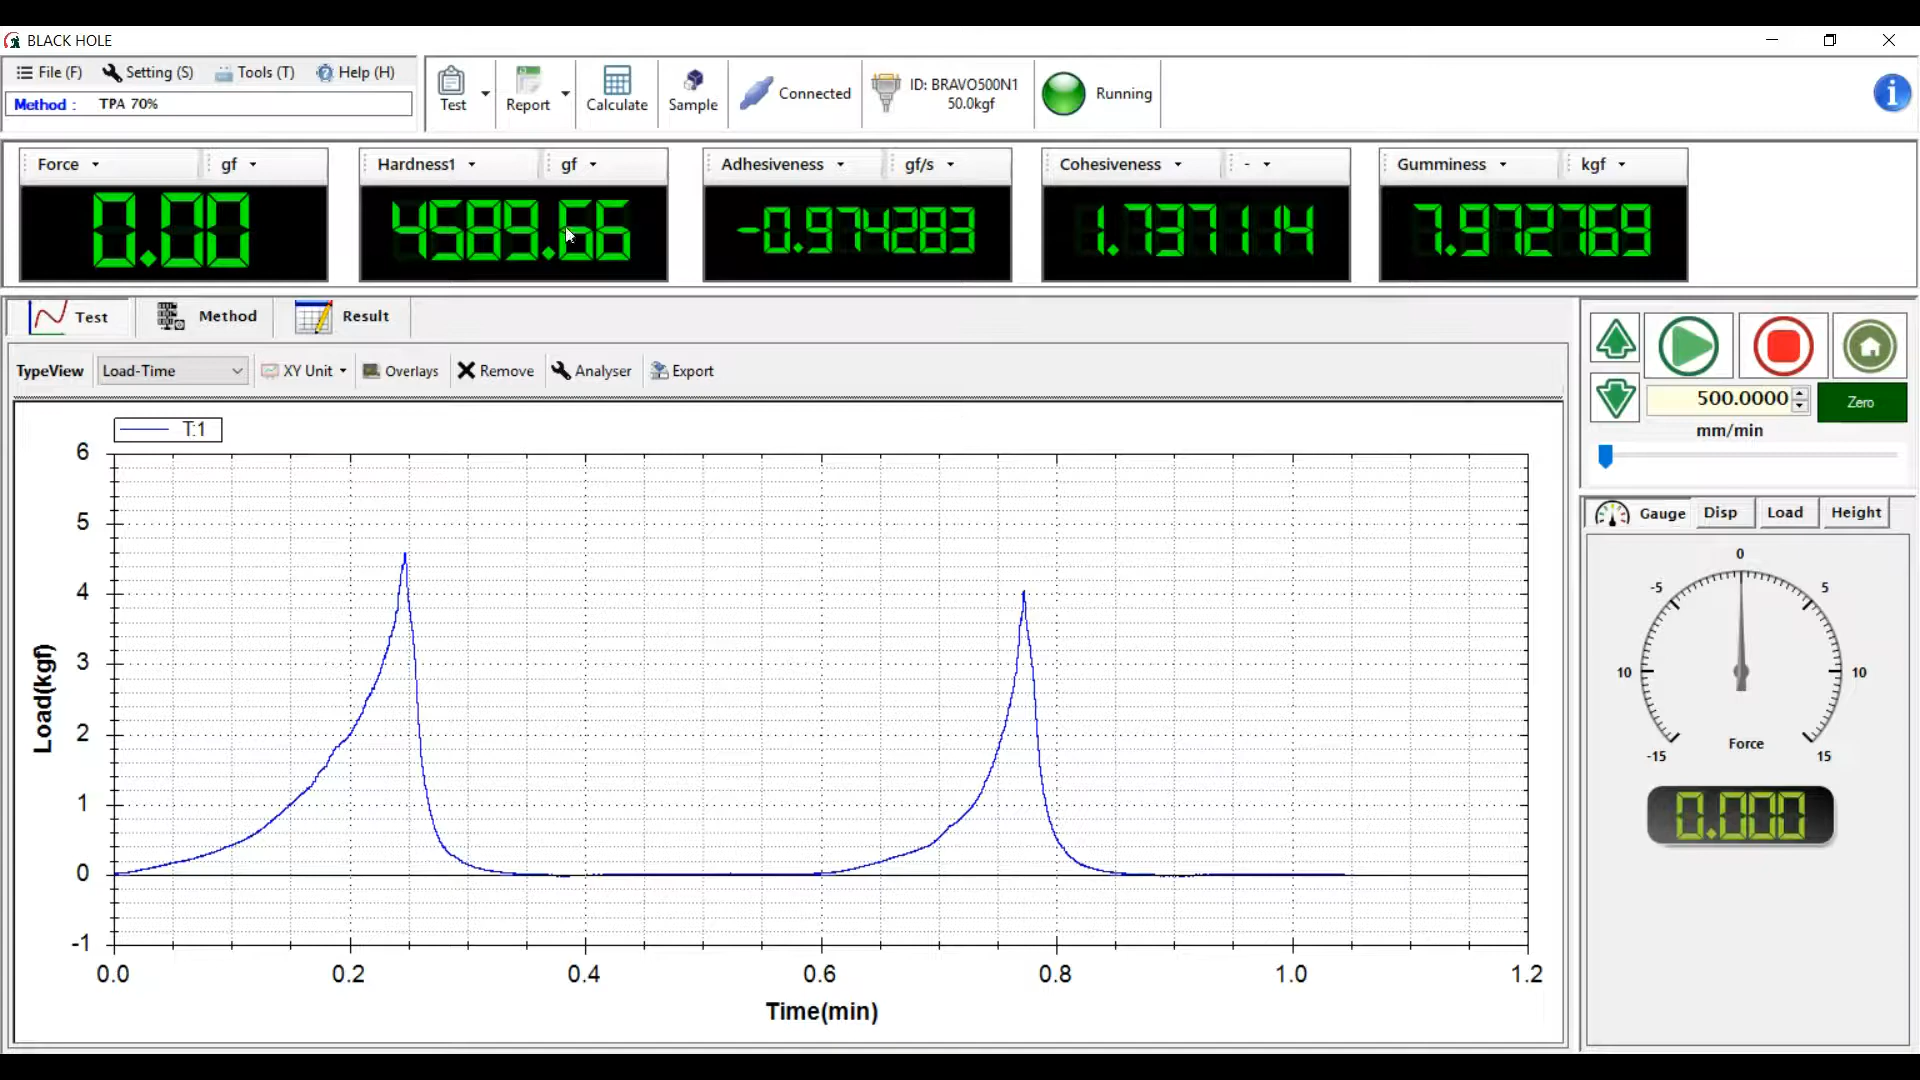 BLACK HOLE
File (F) Setting (S) Tools (T) Help (H)
Method : TPA 70%
Test Report Calculate Sample Connected ID: BRAVO500N1
50.0kgf
Running
Force gf Hardness1 gf Adhesiveness gf/s Cohesiveness - Gumminess kgf
0.00 4589.66 -0.974283 1.737114 7.972769
Test Method Result
TypeView Load-Time XY Unit Overlays Remove Analyser Export
T:1
6
5
4
3
2
1
0
-1
Load(kgf)
0.0 0.2 0.4 0.6 0.8 1.0 1.2
Time(min)
500.0000 Zero
mm/min
Gauge Disp Load Height
0
-5 5
10 10
-15 Force 15
0.000